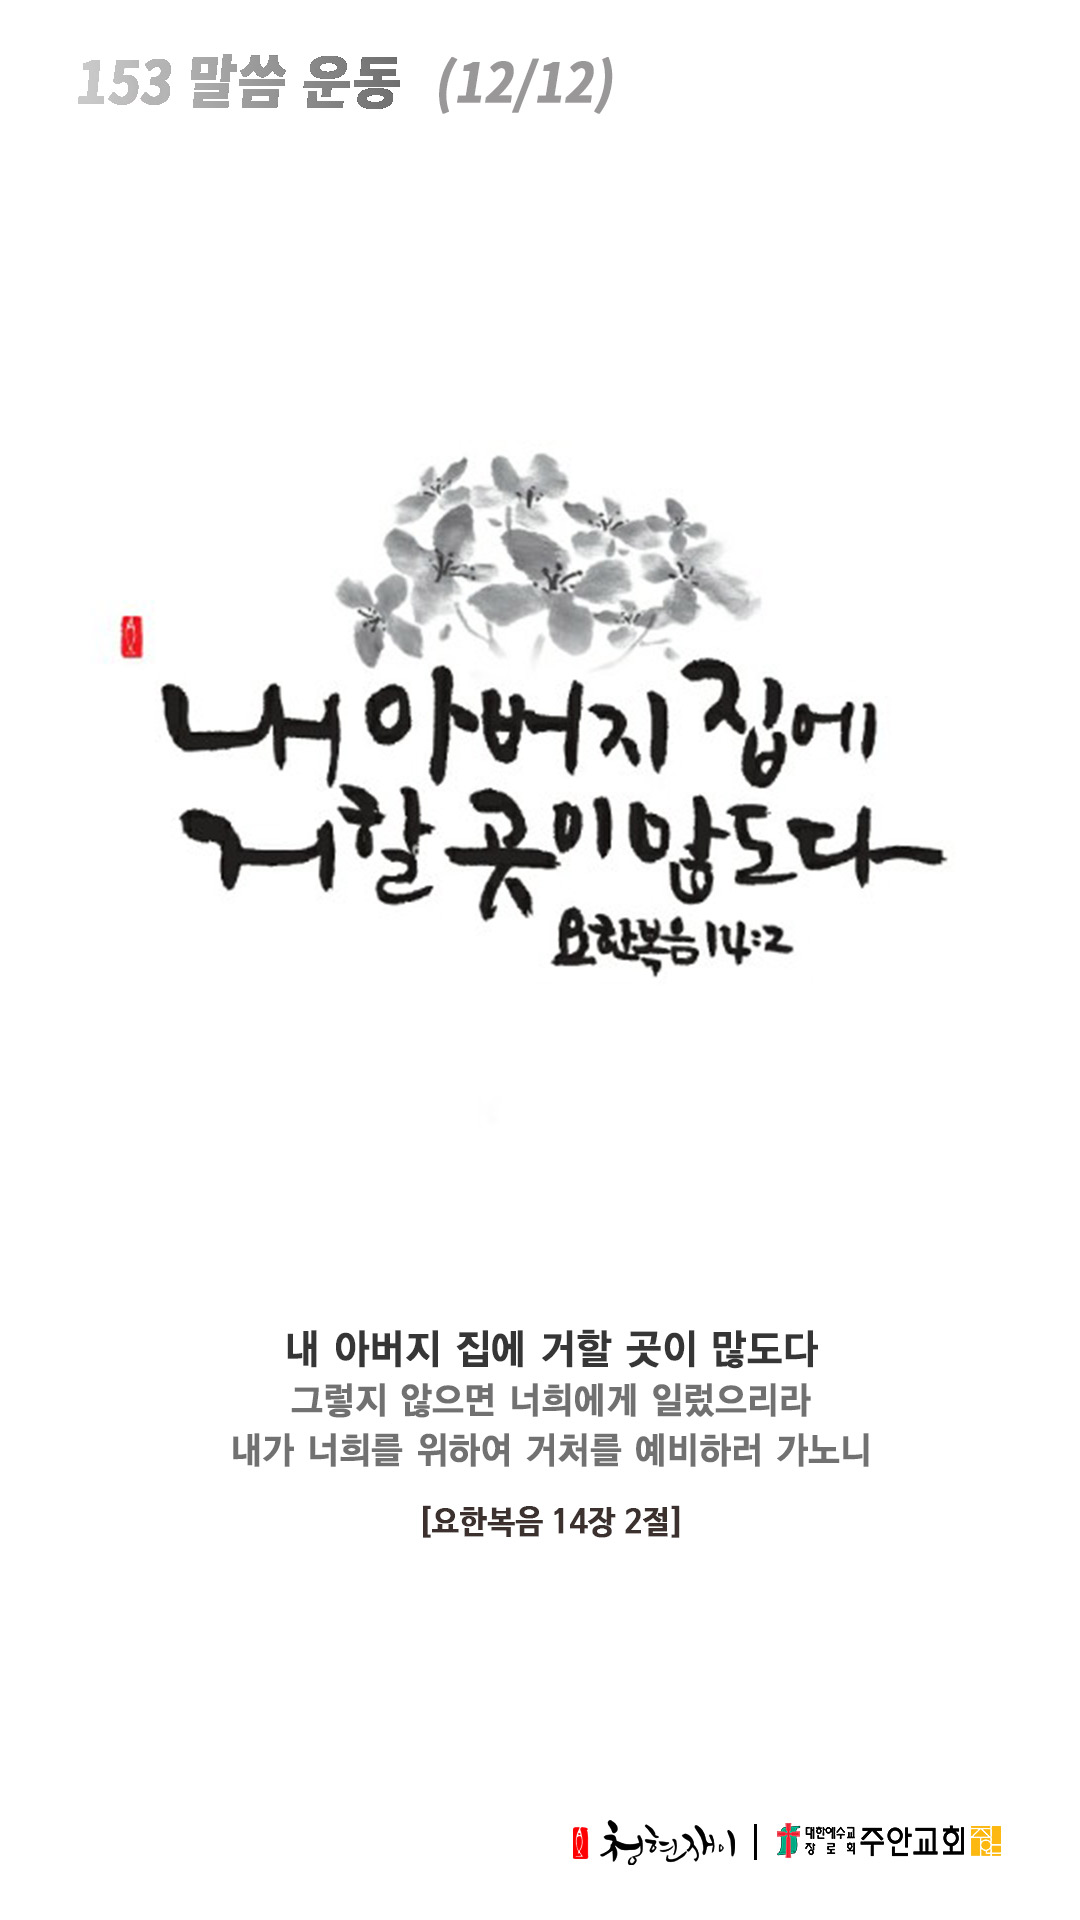 153 말씀 운동 (12/12)
내 아버지 집에
거할 곳이 많도다
요한복음 14:2
내 아버지 집에 거할 곳이 많도다
그렇지 않으면 너희에게 일렀으리라
내가 너희를 위하여 거처를 예비하러 가노니
[요한복음 14장 2절]
청현재이 | 대한예수교 장로회 주안교회